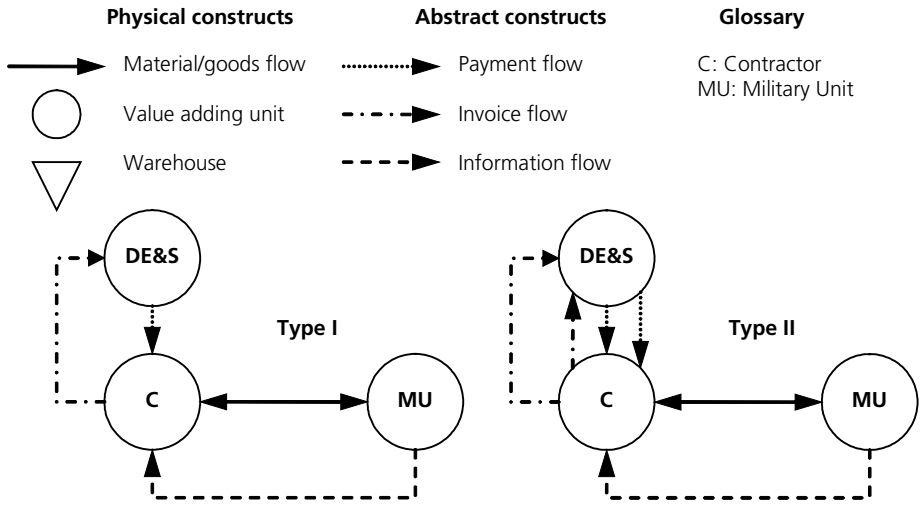 Physical constructs
Abstract constructs
Glossary
Material/goods flow
Payment flow
C: Contractor
MU: Military Unit
Value adding unit
Invoice flow
Warehouse
Information flow
DE&S
DE&S
Type I
Type II
C
MU
C
MU